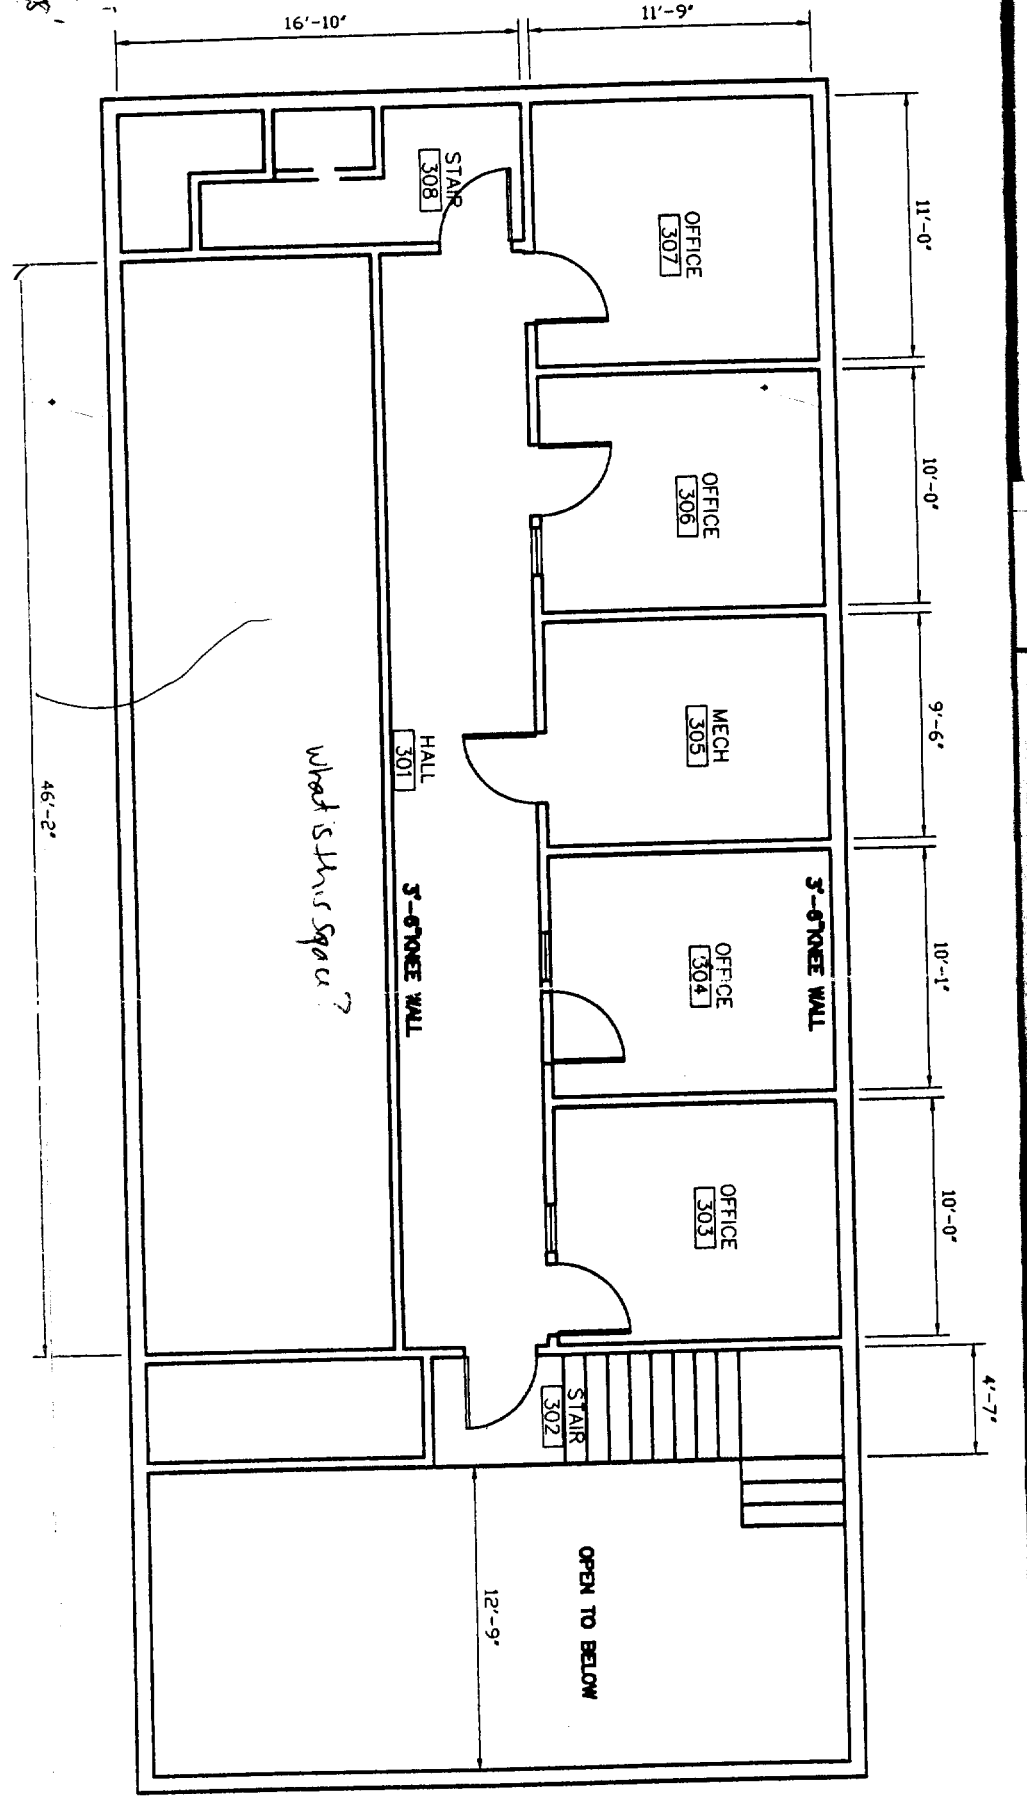 16'-10"
11'-9"
11'-0"
10'-0"
9'-6"
10'-1"
10'-0"
4'-7"
46'-2"
12'-9"
STAIR
308
OFFICE
307
OFFICE
306
MECH
305
HALL
301
OFFICE
304
3'-6" KNEE WALL
3'-6" KNEE WALL
what is this space?
OFFICE
303
STAIR
302
OPEN TO BELOW